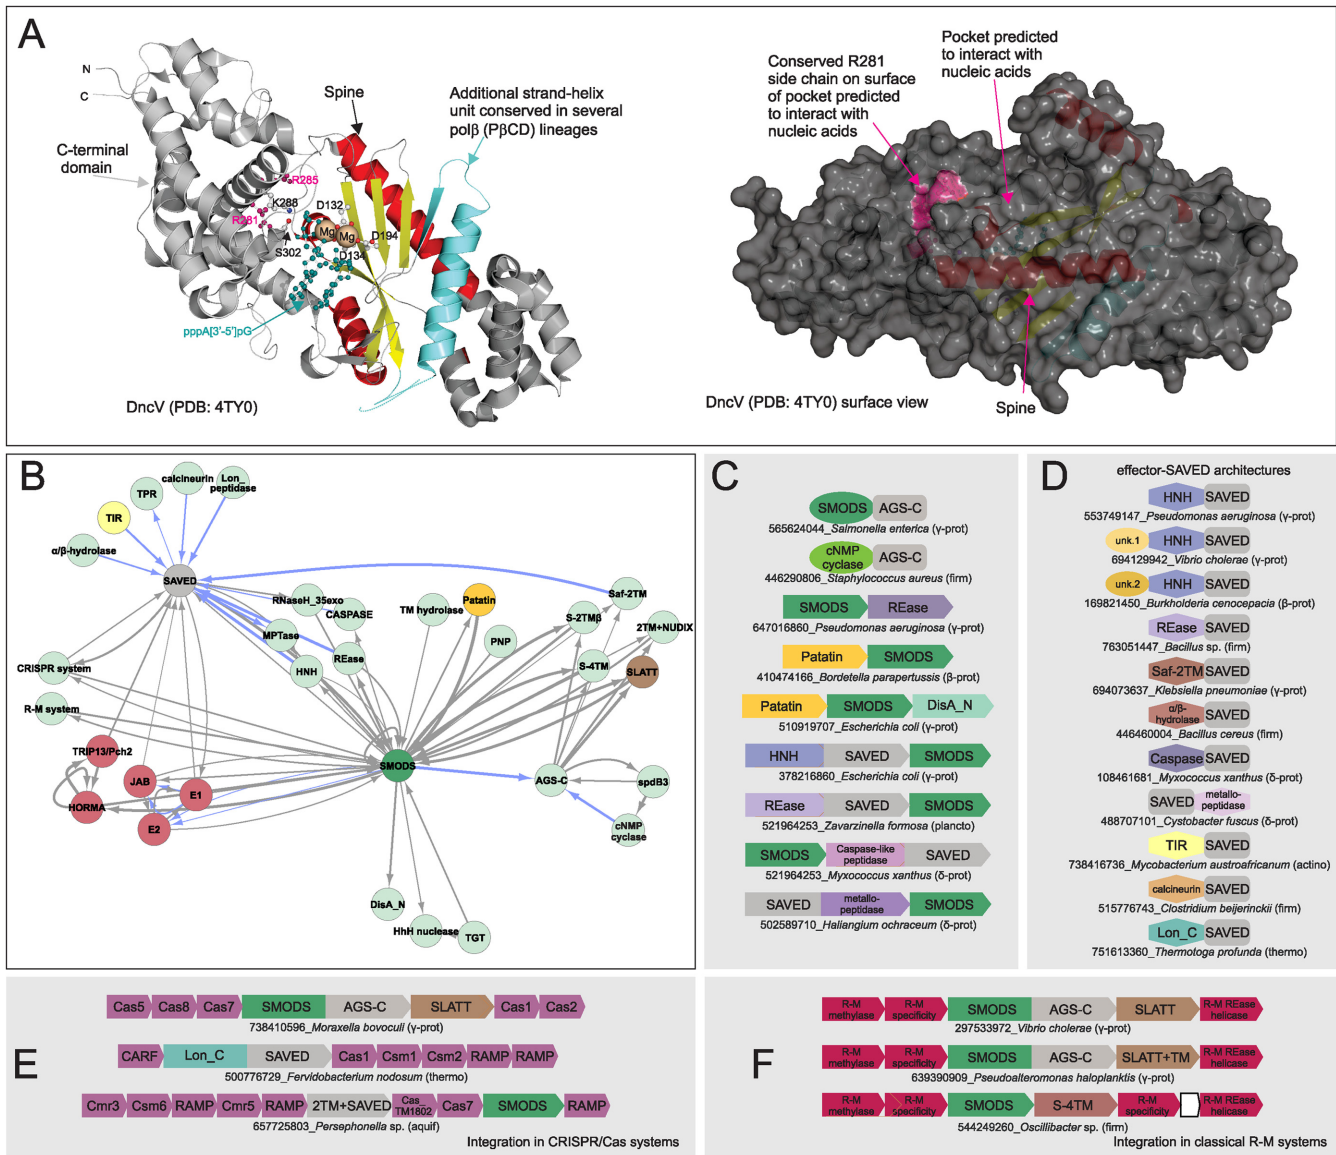 A
N
C
C-terminal
domain
Spine
Additional strand-helix
unit conserved in several
polβ (PβCD) lineages
R285
K288
R281
D132
Mg
Mg
D194
S302
D134
pppA[3'-5']pG
DncV (PDB: 4TY0)
Conserved R281
side chain on surface
of pocket predicted
to interact with
nucleic acids
Pocket predicted
to interact with
nucleic acids
Spine
DncV (PDB: 4TY0) surface view
B
TPR
calcineurin
Lon_
peptidase
TIR
α/β-hydrolase
SAVED
RNaseH_35exo
CASPASE
TM hydrolase
Patatin
Saf-2TM
S-2TMβ
2TM+NUDIX
MPTase
PNP
REase
HNH
S-4TM
SLATT
CRISPR system
R-M system
TRIP13/Pch2
JAB
E1
HORMA
E2
SMODS
AGS-C
spdB3
cNMP
cyclase
DisA_N
HhH nuclease
TGT
C
SMODS AGS-C
565624044_Salmonella enterica (γ-prot)
cNMP
cyclase AGS-C
446290806_Staphylococcus aureus (firm)
SMODS REase
647016860_Pseudomonas aeruginosa (γ-prot)
Patatin SMODS
410474166_Bordetella parapertussis (β-prot)
Patatin SMODS DisA_N
510919707_Escherichia coli (γ-prot)
HNH SAVED SMODS
378216860_Escherichia coli (γ-prot)
REase SAVED SMODS
521964253_Zavarzinella formosa (plancto)
SMODS Caspase-like
peptidase SAVED
521964253_Myxococcus xanthus (δ-prot)
SAVED metallo-
peptidase SMODS
502589710_Haliangium ochraceum (δ-prot)
D
effector-SAVED architectures
HNH SAVED
553749147_Pseudomonas aeruginosa (γ-prot)
unk.1 HNH SAVED
694129942_Vibrio cholerae (γ-prot)
unk.2 HNH SAVED
169821450_Burkholderia cenocepacia (β-prot)
REase SAVED
763051447_Bacillus sp. (firm)
Saf-2TM SAVED
694073637_Klebsiella pneumoniae (γ-prot)
α/β-
hydrolase SAVED
446460004_Bacillus cereus (firm)
Caspase SAVED
108461681_Myxococcus xanthus (δ-prot)
SAVED metallo-
peptidase
488707101_Cystobacter fuscus (δ-prot)
TIR SAVED
738416736_Mycobacterium austroafricanum (actino)
calcineurin SAVED
515776743_Clostridium beijerinckii (firm)
Lon_C SAVED
751613360_Thermotoga profunda (thermo)
E
Cas5 Cas8 Cas7 SMODS AGS-C SLATT Cas1 Cas2
738410596_Moraxella bovoculi (γ-prot)
CARF Lon_C SAVED Cas1 Csm1 Csm2 RAMP RAMP
500776729_Fervidobacterium nodosum (thermo)
Cmr3 Csm6 RAMP Cmr5 RAMP 2TM+SAVED Cas_
TM1802 Cas7 SMODS RAMP
657725803_Persephonella sp. (aquif)
Integration in CRISPR/Cas systems
F
R-M
methylase R-M
specificity SMODS AGS-C SLATT R-M REase
helicase
297533972_Vibrio cholerae (γ-prot)
R-M
methylase R-M
specificity SMODS AGS-C SLATT+TM R-M REase
helicase
639390909_Pseudoalteromonas haloplanktis (γ-prot)
R-M
methylase R-M
specificity SMODS S-4TM R-M
specificity R-M REase
helicase
544249260_Oscillibacter sp. (firm)
Integration in classical R-M systems